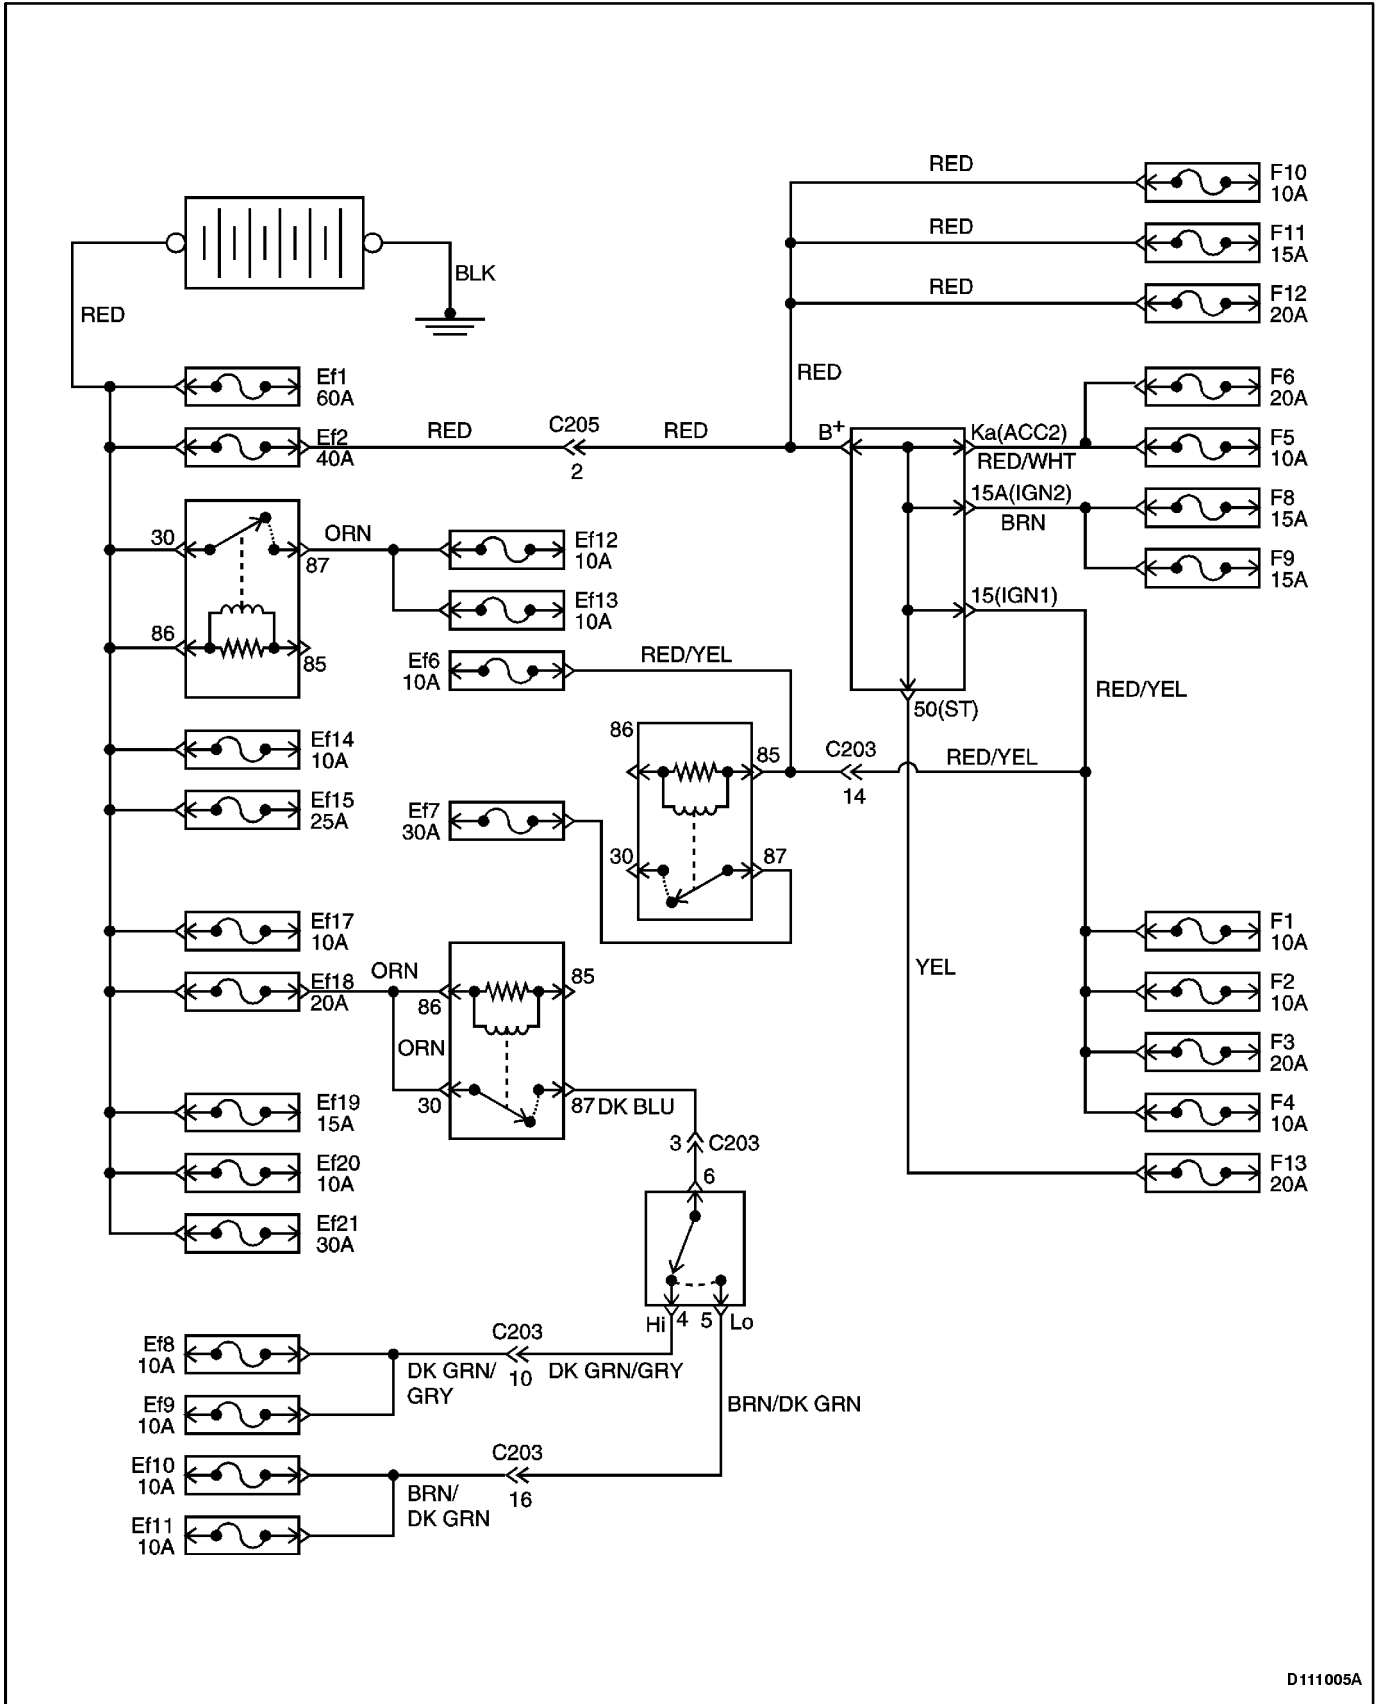 RED
F10
10A
RED
F11
15A
RED
F12
20A
BLK
RED
RED
Ef1
60A
F6
20A
Ef2
40A
RED
C205
2
RED
B+
Ka(ACC2)
RED/WHT
F5
10A
15A(IGN2)
BRN
F8
15A
30
ORN
87
Ef12
10A
F9
15A
Ef13
10A
15(IGN1)
86
85
Ef6
10A
RED/YEL
RED/YEL
50(ST)
86
85
C203
14
RED/YEL
Ef14
10A
Ef15
25A
Ef7
30A
30
87
Ef17
10A
F1
10A
Ef18
20A
ORN
86
85
YEL
F2
10A
ORN
F3
20A
30
87
DK BLU
Ef19
15A
F4
10A
3
C203
Ef20
10A
6
F13
20A
Ef21
30A
Hi
4
5
Lo
Ef8
10A
C203
10
DK GRN/
GRY
DK GRN/GRY
Ef9
10A
BRN/DK GRN
Ef10
10A
C203
16
BRN/
DK GRN
Ef11
10A
D111005A